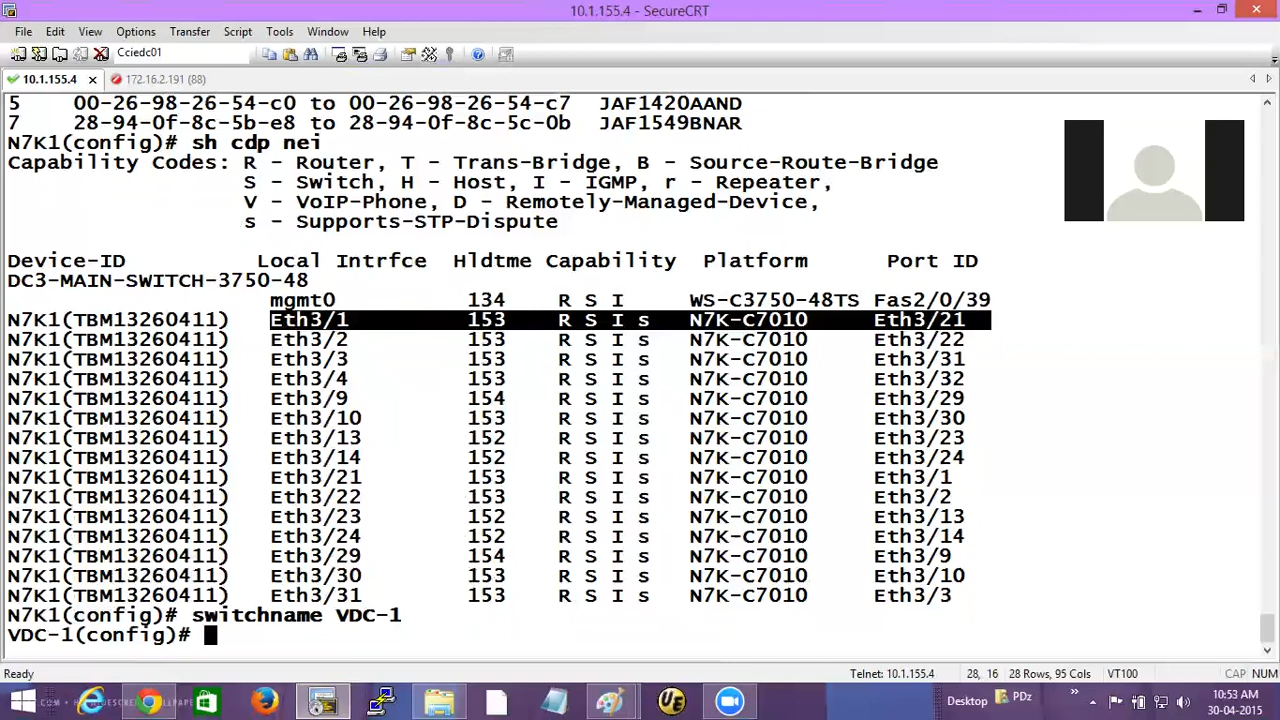 10.1.155.4 - SecureCRT
File Edit View Options Transfer Script Tools Window Help
Cciedc01
10.1.155.4 172.16.2.191 (88)
5 00-26-98-26-54-c0 to 00-26-98-26-54-c7 JAF1420AAND
7 28-94-0f-8c-5b-e8 to 28-94-0f-8c-5c-0b JAF1549BNAR
N7K1(config)# sh cdp nei
Capability Codes: R - Router, T - Trans-Bridge, B - Source-Route-Bridge
S - Switch, H - Host, I - IGMP, r - Repeater,
V - VoIP-Phone, D - Remotely-Managed-Device,
s - Supports-STP-Dispute
Device-ID Local Intrfce Hldtme Capability Platform Port ID
DC3-MAIN-SWITCH-3750-48
mgmt0 134 R S I WS-C3750-48TS Fas2/0/39
N7K1(TBM13260411) Eth3/1 153 R S I s N7K-C7010 Eth3/21
N7K1(TBM13260411) Eth3/2 153 R S I s N7K-C7010 Eth3/22
N7K1(TBM13260411) Eth3/3 153 R S I s N7K-C7010 Eth3/31
N7K1(TBM13260411) Eth3/4 153 R S I s N7K-C7010 Eth3/32
N7K1(TBM13260411) Eth3/9 154 R S I s N7K-C7010 Eth3/29
N7K1(TBM13260411) Eth3/10 153 R S I s N7K-C7010 Eth3/30
N7K1(TBM13260411) Eth3/13 152 R S I s N7K-C7010 Eth3/23
N7K1(TBM13260411) Eth3/14 152 R S I s N7K-C7010 Eth3/24
N7K1(TBM13260411) Eth3/21 153 R S I s N7K-C7010 Eth3/1
N7K1(TBM13260411) Eth3/22 153 R S I s N7K-C7010 Eth3/2
N7K1(TBM13260411) Eth3/23 152 R S I s N7K-C7010 Eth3/13
N7K1(TBM13260411) Eth3/24 152 R S I s N7K-C7010 Eth3/14
N7K1(TBM13260411) Eth3/29 154 R S I s N7K-C7010 Eth3/9
N7K1(TBM13260411) Eth3/30 153 R S I s N7K-C7010 Eth3/10
N7K1(TBM13260411) Eth3/31 153 R S I s N7K-C7010 Eth3/3
N7K1(config)# switchname VDC-1
VDC-1(config)#
Ready Telnet: 10.1.155.4 28, 16 28 Rows, 95 Cols VT100 CAP NUM
Desktop PDz 10:53 AM
30-04-2015